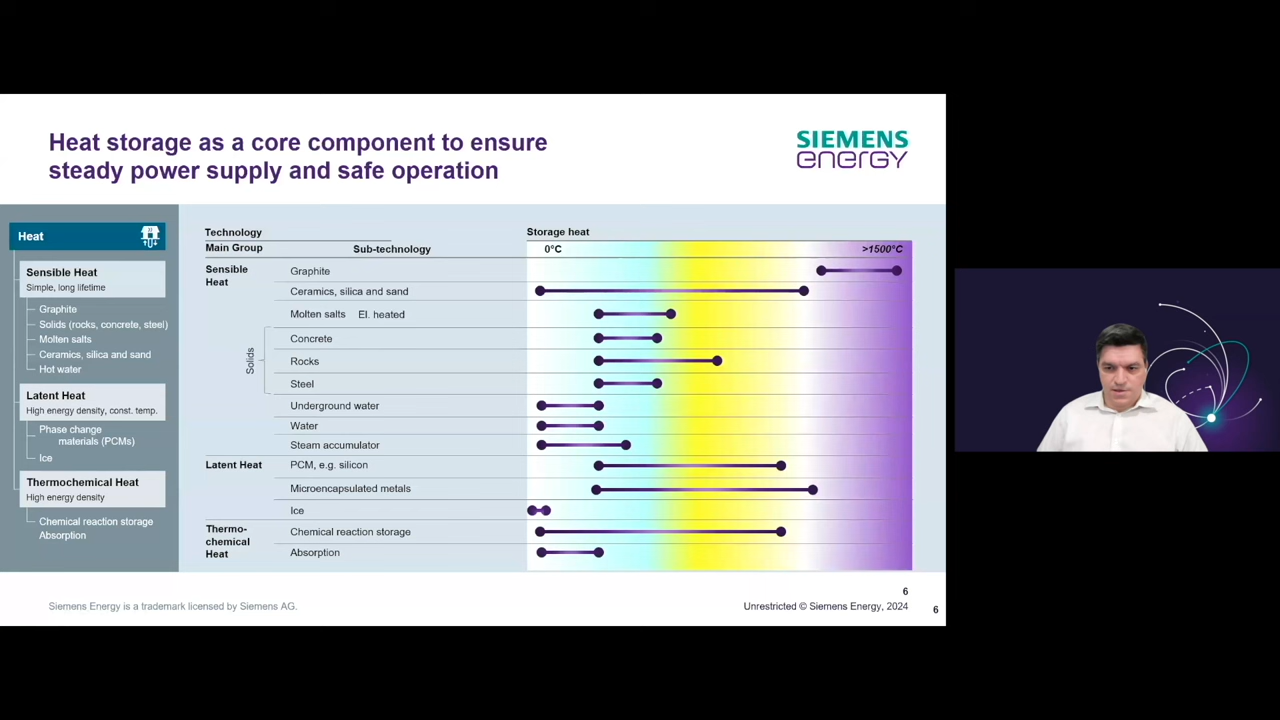 Heat storage as a core component to ensure
steady power supply and safe operation
SIEMENS
energy
Heat
Sensible Heat
Simple, long lifetime
Graphite
Solids (rocks, concrete, steel)
Molten salts
Ceramics, silica and sand
Hot water
Latent Heat
High energy density, const. temp.
Phase change
materials (PCMs)
Ice
Thermochemical Heat
High energy density
Chemical reaction storage
Absorption
Technology
Storage heat
Main Group
Sub-technology
0°C
>1500°C
Sensible
Heat
Graphite
Ceramics, silica and sand
Molten salts El. heated
Solids
Concrete
Rocks
Steel
Underground water
Water
Steam accumulator
Latent Heat
PCM, e.g. silicon
Microencapsulated metals
Ice
Thermo-
chemical
Heat
Chemical reaction storage
Absorption
6
Siemens Energy is a trademark licensed by Siemens AG.
Unrestricted © Siemens Energy, 2024
6